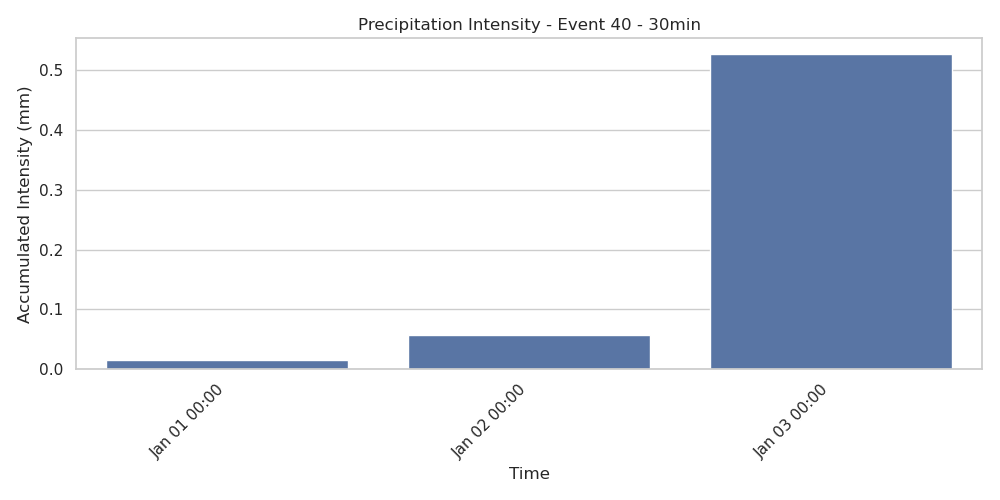 Precipitation Intensity - Event 40 - 30min
Accumulated Intensity (mm)
0.5
0.4
0.3
0.2
0.1
0.0
Jan 01 00:00
Jan 02 00:00
Jan 03 00:00
Time